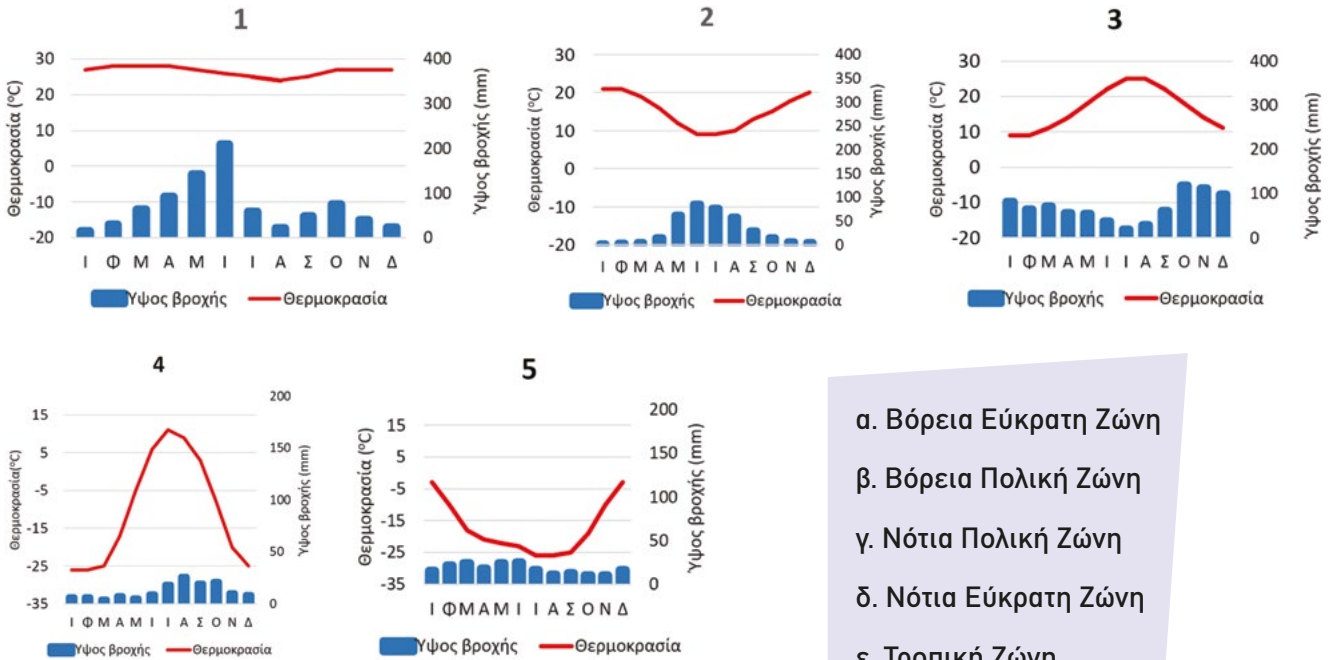 1
Θερμοκρασία (°C)
30
20
10
0
-10
-20
400
300
200
100
0
Ύψος βροχής (mm)
Ι Φ Μ Α Μ Ι Ι Α Σ Ο Ν Δ
Ύψος βροχής Θερμοκρασία
2
Θερμοκρασία (°C)
30
20
10
0
-10
-20
400
350
300
250
200
150
100
50
0
Ύψος βροχής (mm)
Ι Φ Μ Α Μ Ι Ι Α Σ Ο Ν Δ
Ύψος βροχής Θερμοκρασία
3
Θερμοκρασία (°C)
30
20
10
0
-10
-20
400
300
200
100
0
Ύψος βροχής (mm)
Ι Φ Μ Α Μ Ι Ι Α Σ Ο Ν Δ
Ύψος βροχής Θερμοκρασία
4
Θερμοκρασία(°C)
15
5
-5
-15
-25
-35
200
150
100
50
0
Ύψος βροχής (mm)
Ι Φ Μ Α Μ Ι Ι Α Σ Ο Ν Δ
Ύψος βροχής Θερμοκρασία
5
Θερμοκρασία (°C)
15
5
-5
-15
-25
-35
200
150
100
50
0
Ύψος βροχής (mm)
Ι Φ Μ Α Μ Ι Ι Α Σ Ο Ν Δ
Ύψος βροχής Θερμοκρασία
α. Βόρεια Εύκρατη Ζώνη
β. Βόρεια Πολική Ζώνη
γ. Νότια Πολική Ζώνη
δ. Νότια Εύκρατη Ζώνη
ε. Τροπική Ζώνη